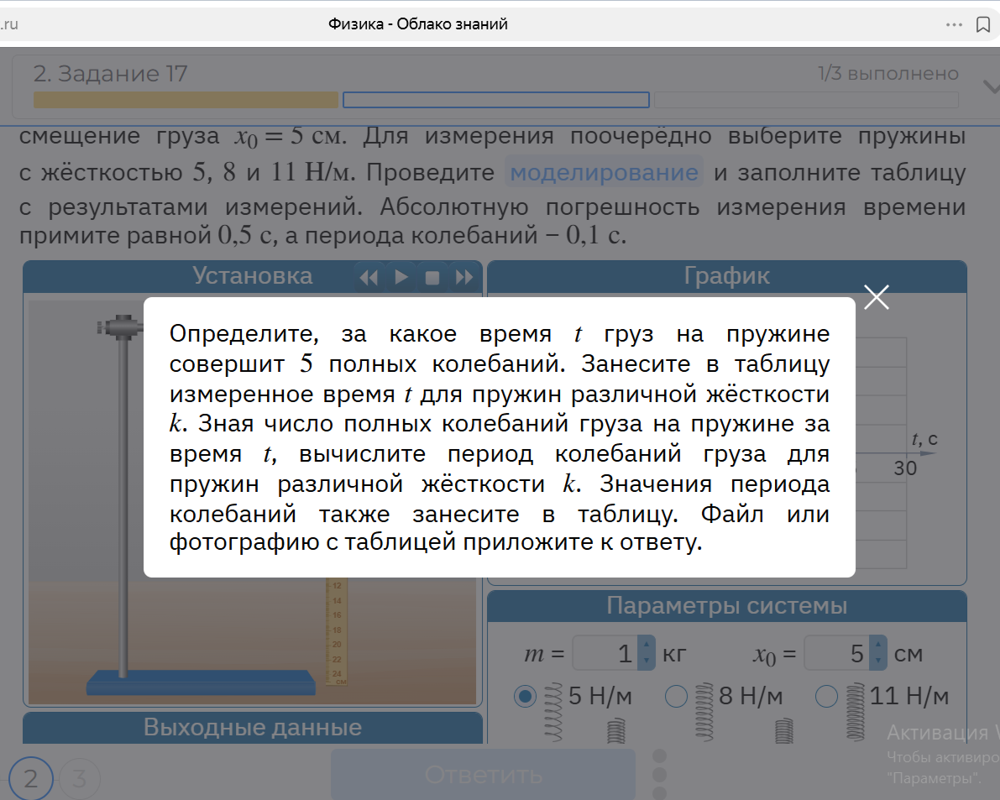 .ru
Физика - Облако знаний
2. Задание 17
1/3 выполнено
смещение груза x₀ = 5 см. Для измерения поочерёдно выберите пружины
с жёсткостью 5, 8 и 11 Н/м. Проведите моделирование и заполните таблицу
с результатами измерений. Абсолютную погрешность измерения времени
примите равной 0,5 с, а периода колебаний – 0,1 с.
Установка
График
Определите, за какое время t груз на пружине
совершит 5 полных колебаний. Занесите в таблицу
измеренное время t для пружин различной жёсткости
k. Зная число полных колебаний груза на пружине за
время t, вычислите период колебаний груза для
пружин различной жёсткости k. Значения периода
колебаний также занесите в таблицу. Файл или
фотографию с таблицей приложите к ответу.
t, с
30
12
14
16
18
20
22
24
см
Параметры системы
m = 1 кг
x₀ = 5 см
5 Н/м
8 Н/м
11 Н/м
Выходные данные
Активация W
Чтобы активиро
"Параметры".
2
3
Ответить